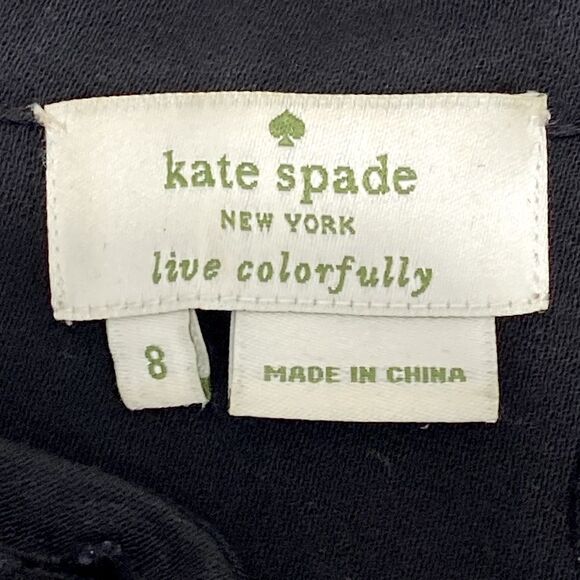 kate spade
NEW YORK
live colorfully
8
MADE IN CHINA